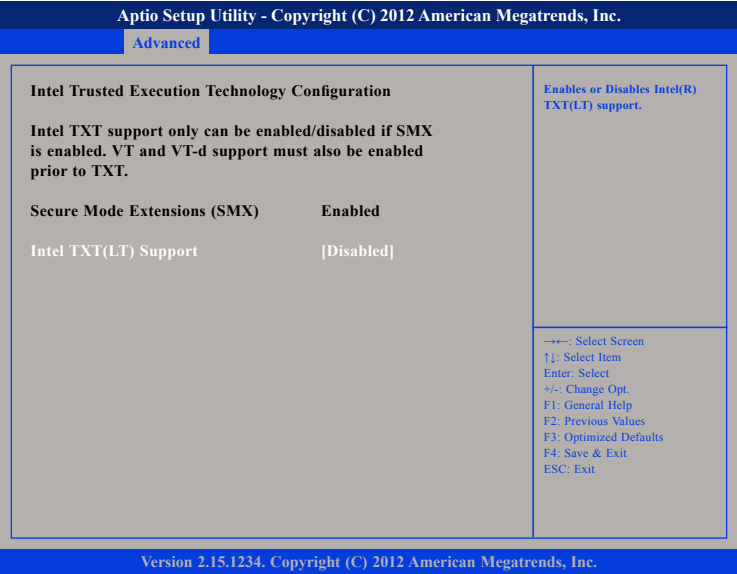 Aptio Setup Utility - Copyright (C) 2012 American Megatrends, Inc.
Advanced
Intel Trusted Execution Technology Configuration
Intel TXT support only can be enabled/disabled if SMX
is enabled. VT and VT-d support must also be enabled
prior to TXT.
Secure Mode Extensions (SMX) Enabled
Intel TXT(LT) Support [Disabled]
Enables or Disables Intel(R)
TXT(LT) support.
→←: Select Screen
↑↓: Select Item
Enter: Select
+/-: Change Opt.
F1: General Help
F2: Previous Values
F3: Optimized Defaults
F4: Save & Exit
ESC: Exit
Version 2.15.1234. Copyright (C) 2012 American Megatrends, Inc.